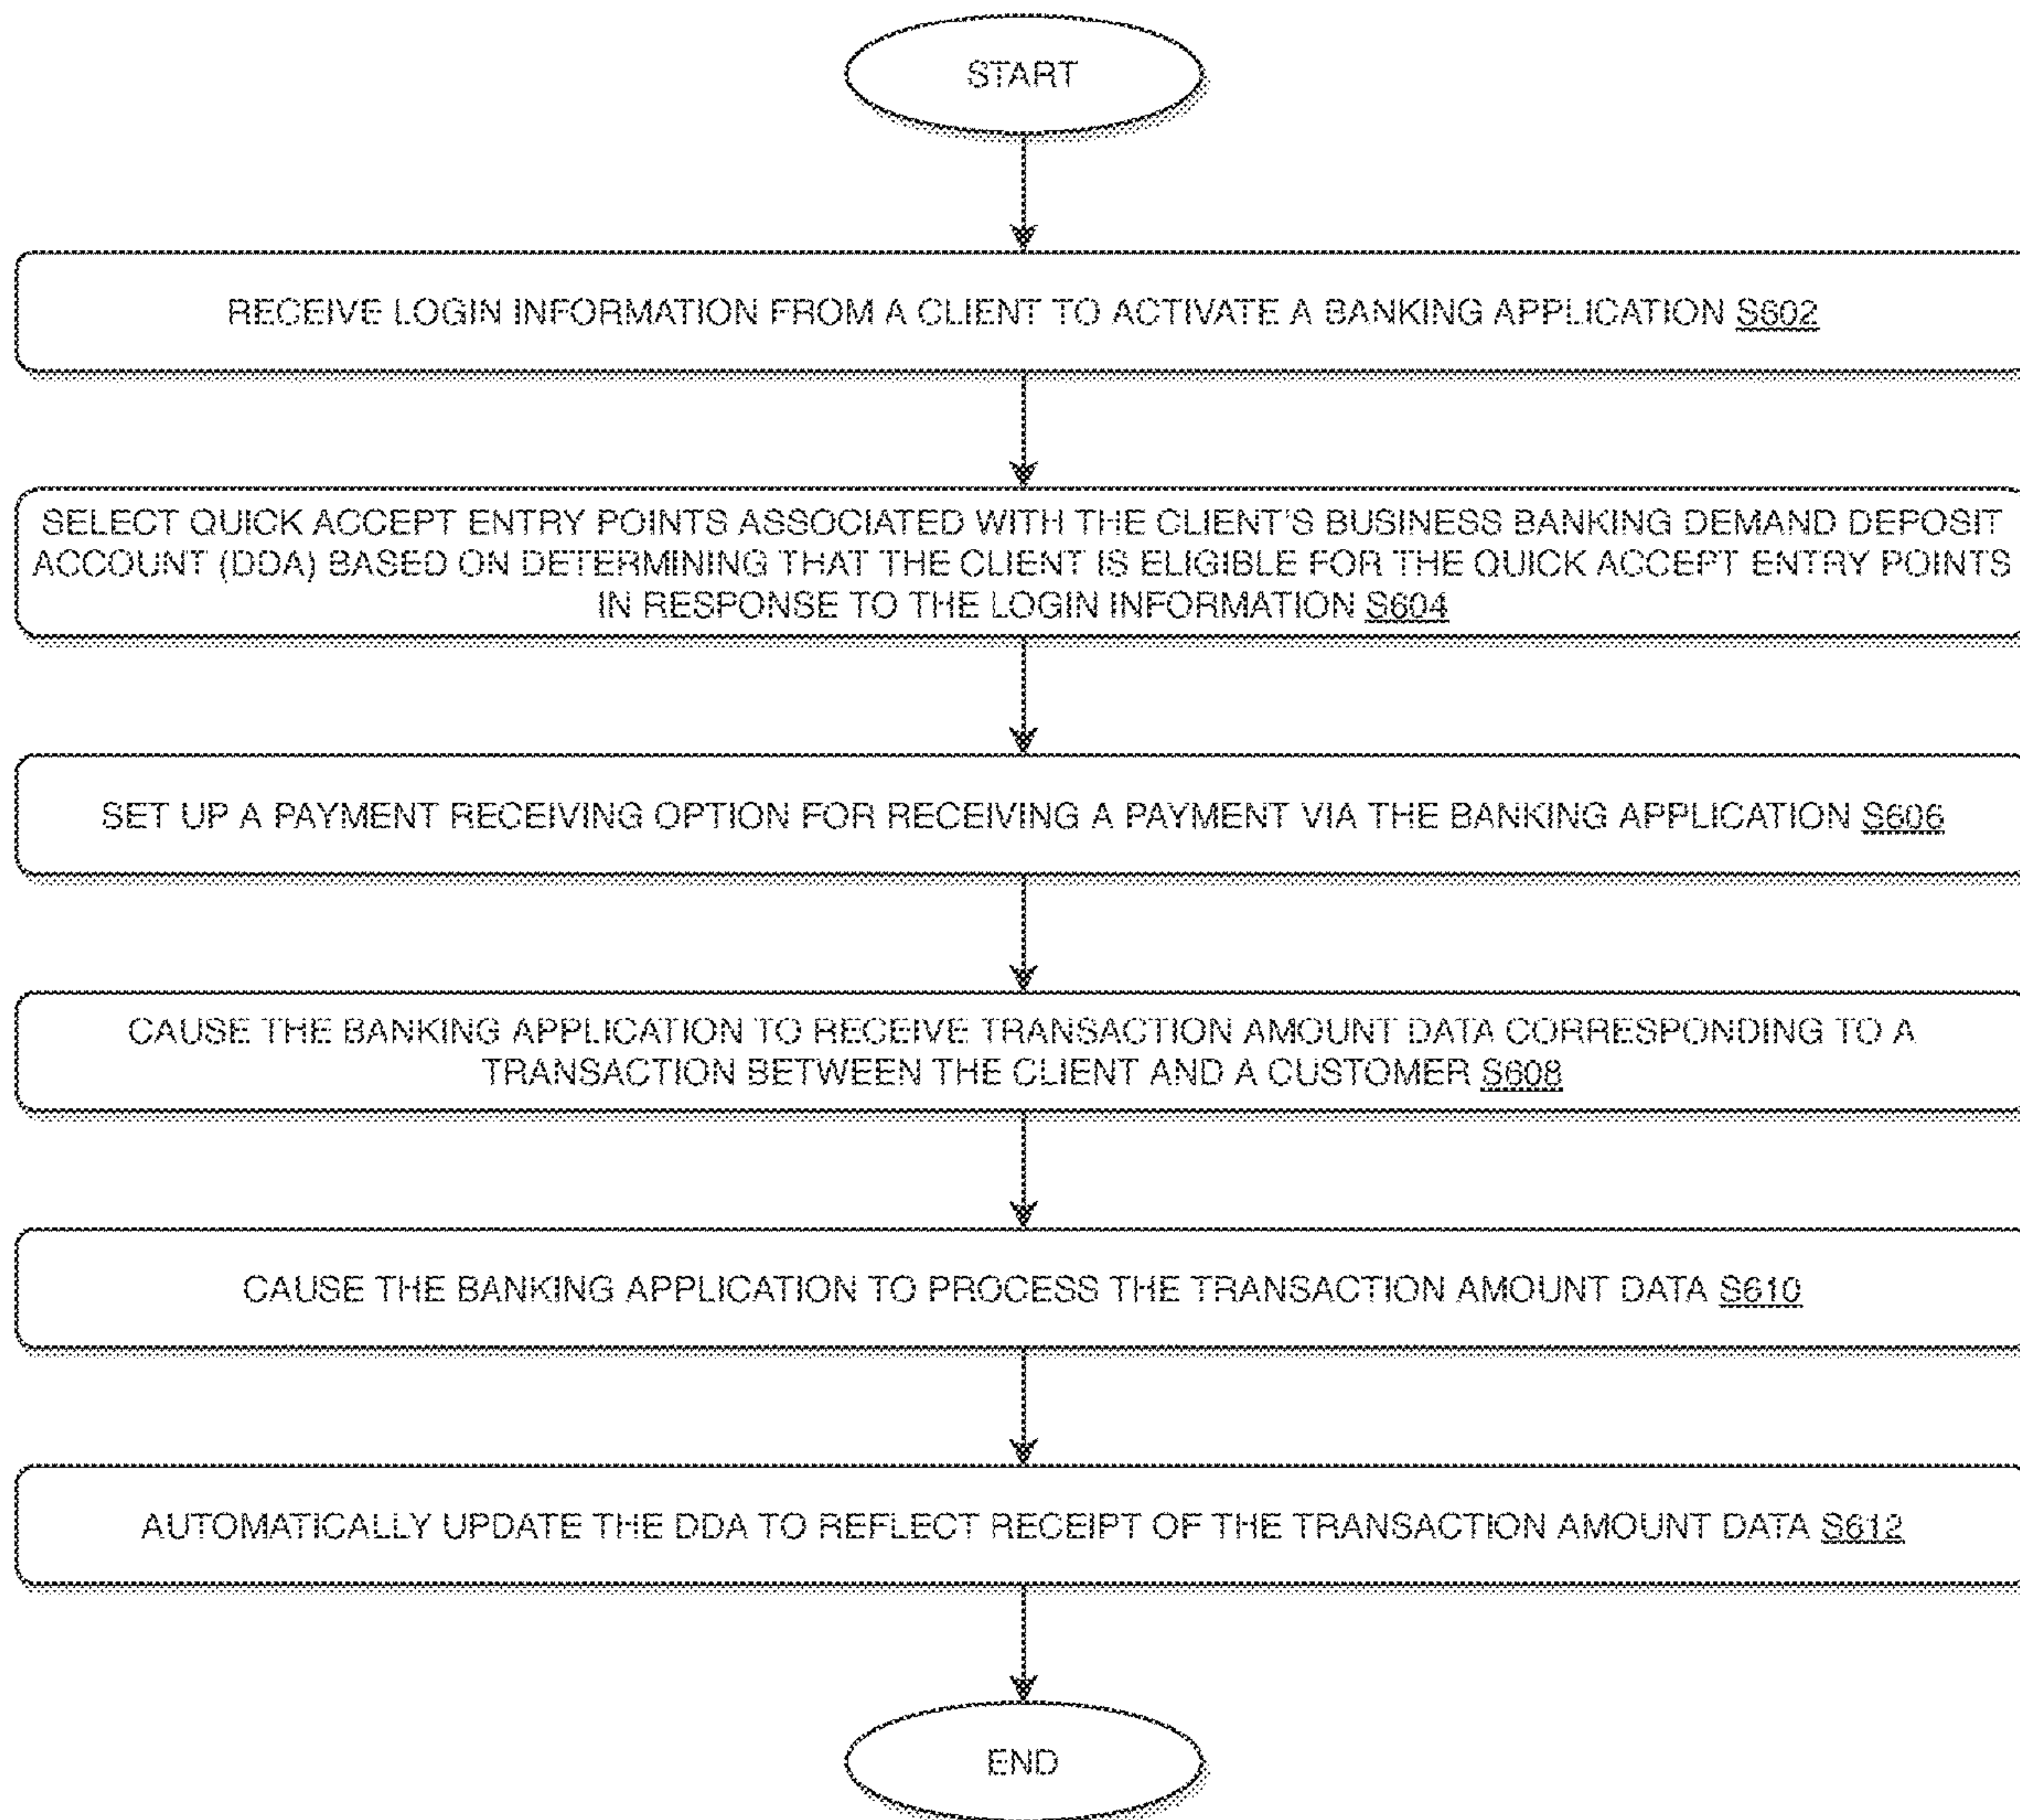 START
RECEIVE LOGIN INFORMATION FROM A CLIENT TO ACTIVATE A BANKING APPLICATION S602
SELECT QUICK ACCEPT ENTRY POINTS ASSOCIATED WITH THE CLIENT'S BUSINESS BANKING DEMAND DEPOSIT
ACCOUNT (DDA) BASED ON DETERMINING THAT THE CLIENT IS ELIGIBLE FOR THE QUICK ACCEPT ENTRY POINTS
IN RESPONSE TO THE LOGIN INFORMATION S604
SET UP A PAYMENT RECEIVING OPTION FOR RECEIVING A PAYMENT VIA THE BANKING APPLICATION S606
CAUSE THE BANKING APPLICATION TO RECEIVE TRANSACTION AMOUNT DATA CORRESPONDING TO A
TRANSACTION BETWEEN THE CLIENT AND A CUSTOMER S608
CAUSE THE BANKING APPLICATION TO PROCESS THE TRANSACTION AMOUNT DATA S610
AUTOMATICALLY UPDATE THE DDA TO REFLECT RECEIPT OF THE TRANSACTION AMOUNT DATA S612
END